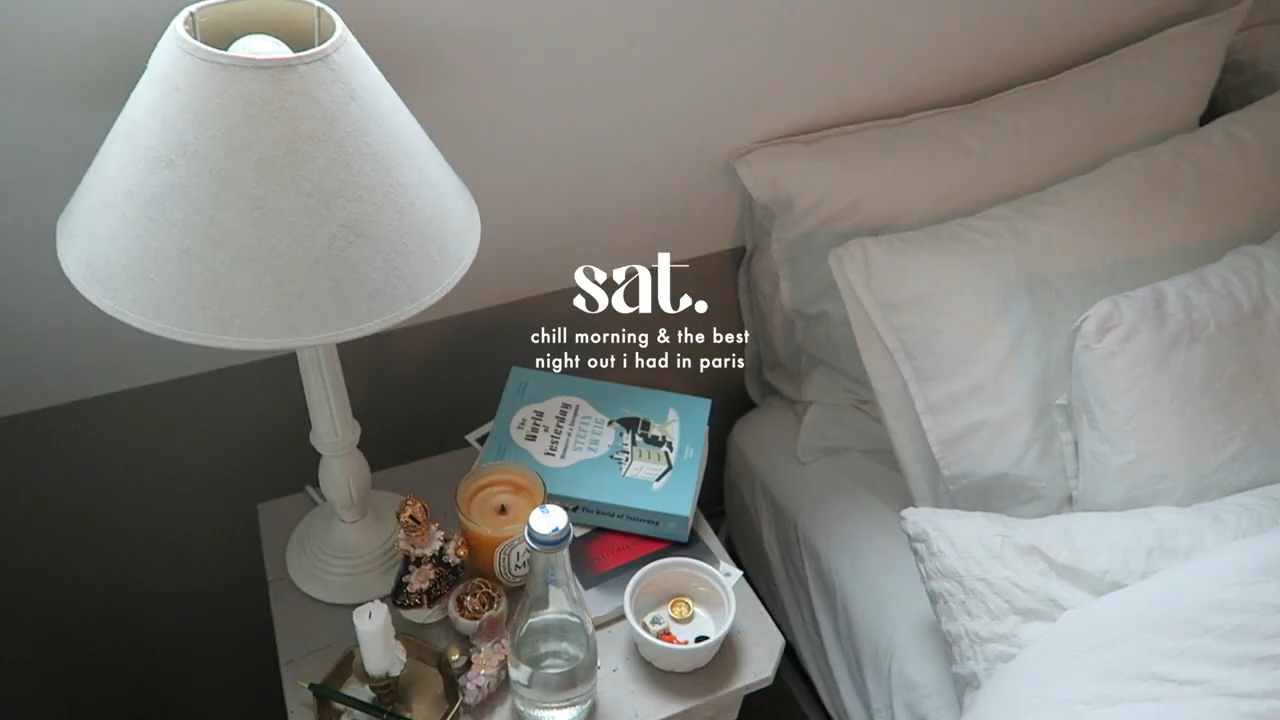 sat.
chill morning & the best
night out i had in paris
The
World
of
Yesterday
STEFAN
ZWEIG
The World of Yesterday